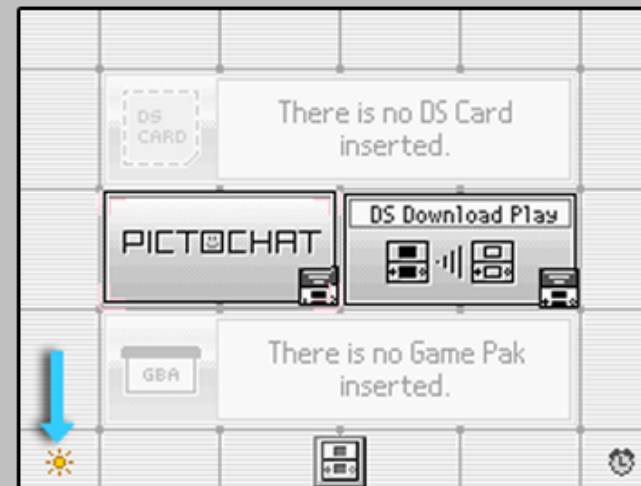 DS
CARD
There is no DS Card
inserted.
PICTOCHAT
DS Download Play
GBA
There is no Game Pak
inserted.